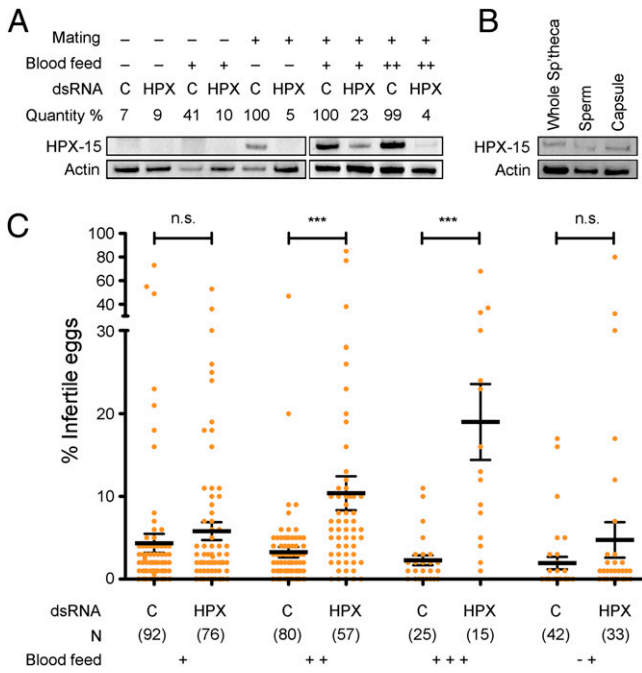 A
Mating – – – – + + + + + +
Blood feed – – + + – – + + ++ ++
dsRNA C HPX C HPX C HPX C HPX C HPX
Quantity % 7 9 41 10 100 5 100 23 99 4
HPX-15
Actin
B
Whole Sp'theca
Sperm
Capsule
HPX-15
Actin
C
n.s. *** *** n.s.
100
80
60
40
30
20
10
0
% Infertile eggs
dsRNA C HPX C HPX C HPX C HPX
N (92) (76) (80) (57) (25) (15) (42) (33)
Blood feed + + + + + + - +